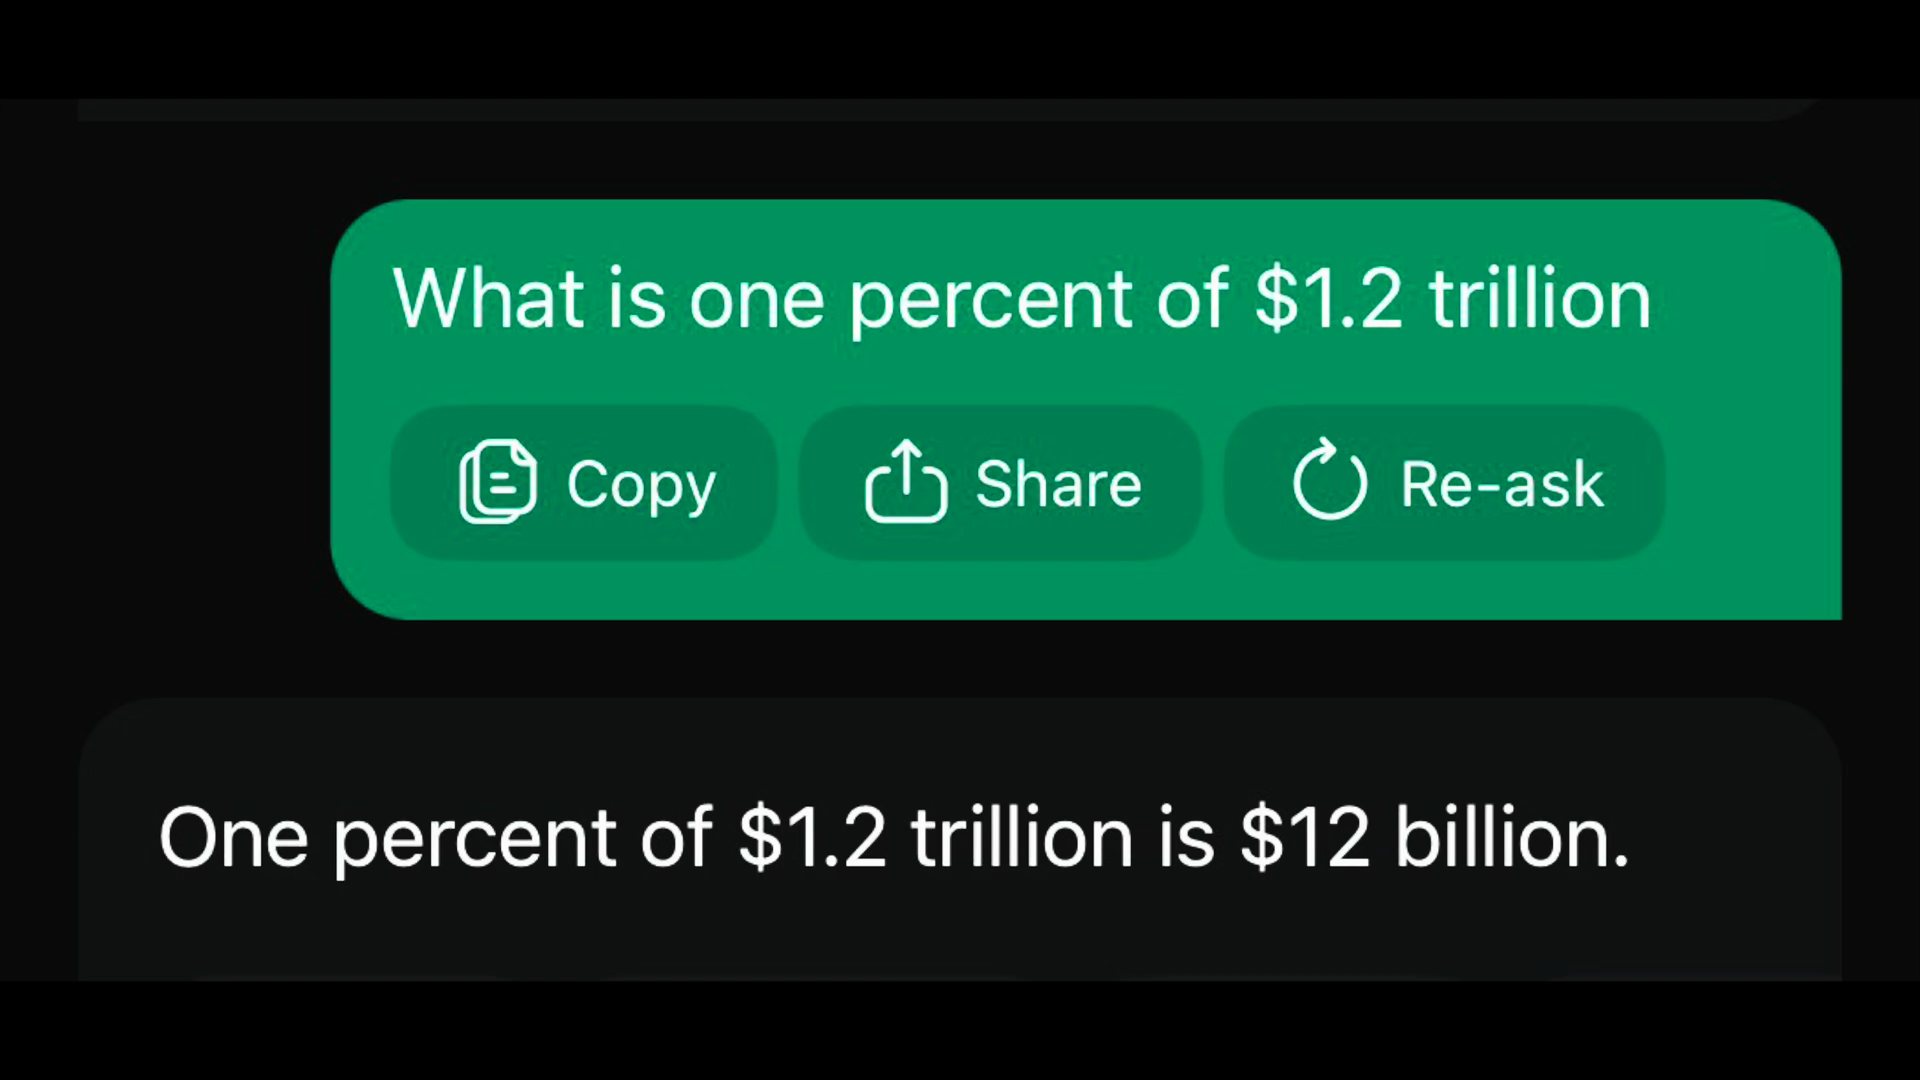 What is one percent of $1.2 trillion
Copy Share Re-ask
One percent of $1.2 trillion is $12 billion.